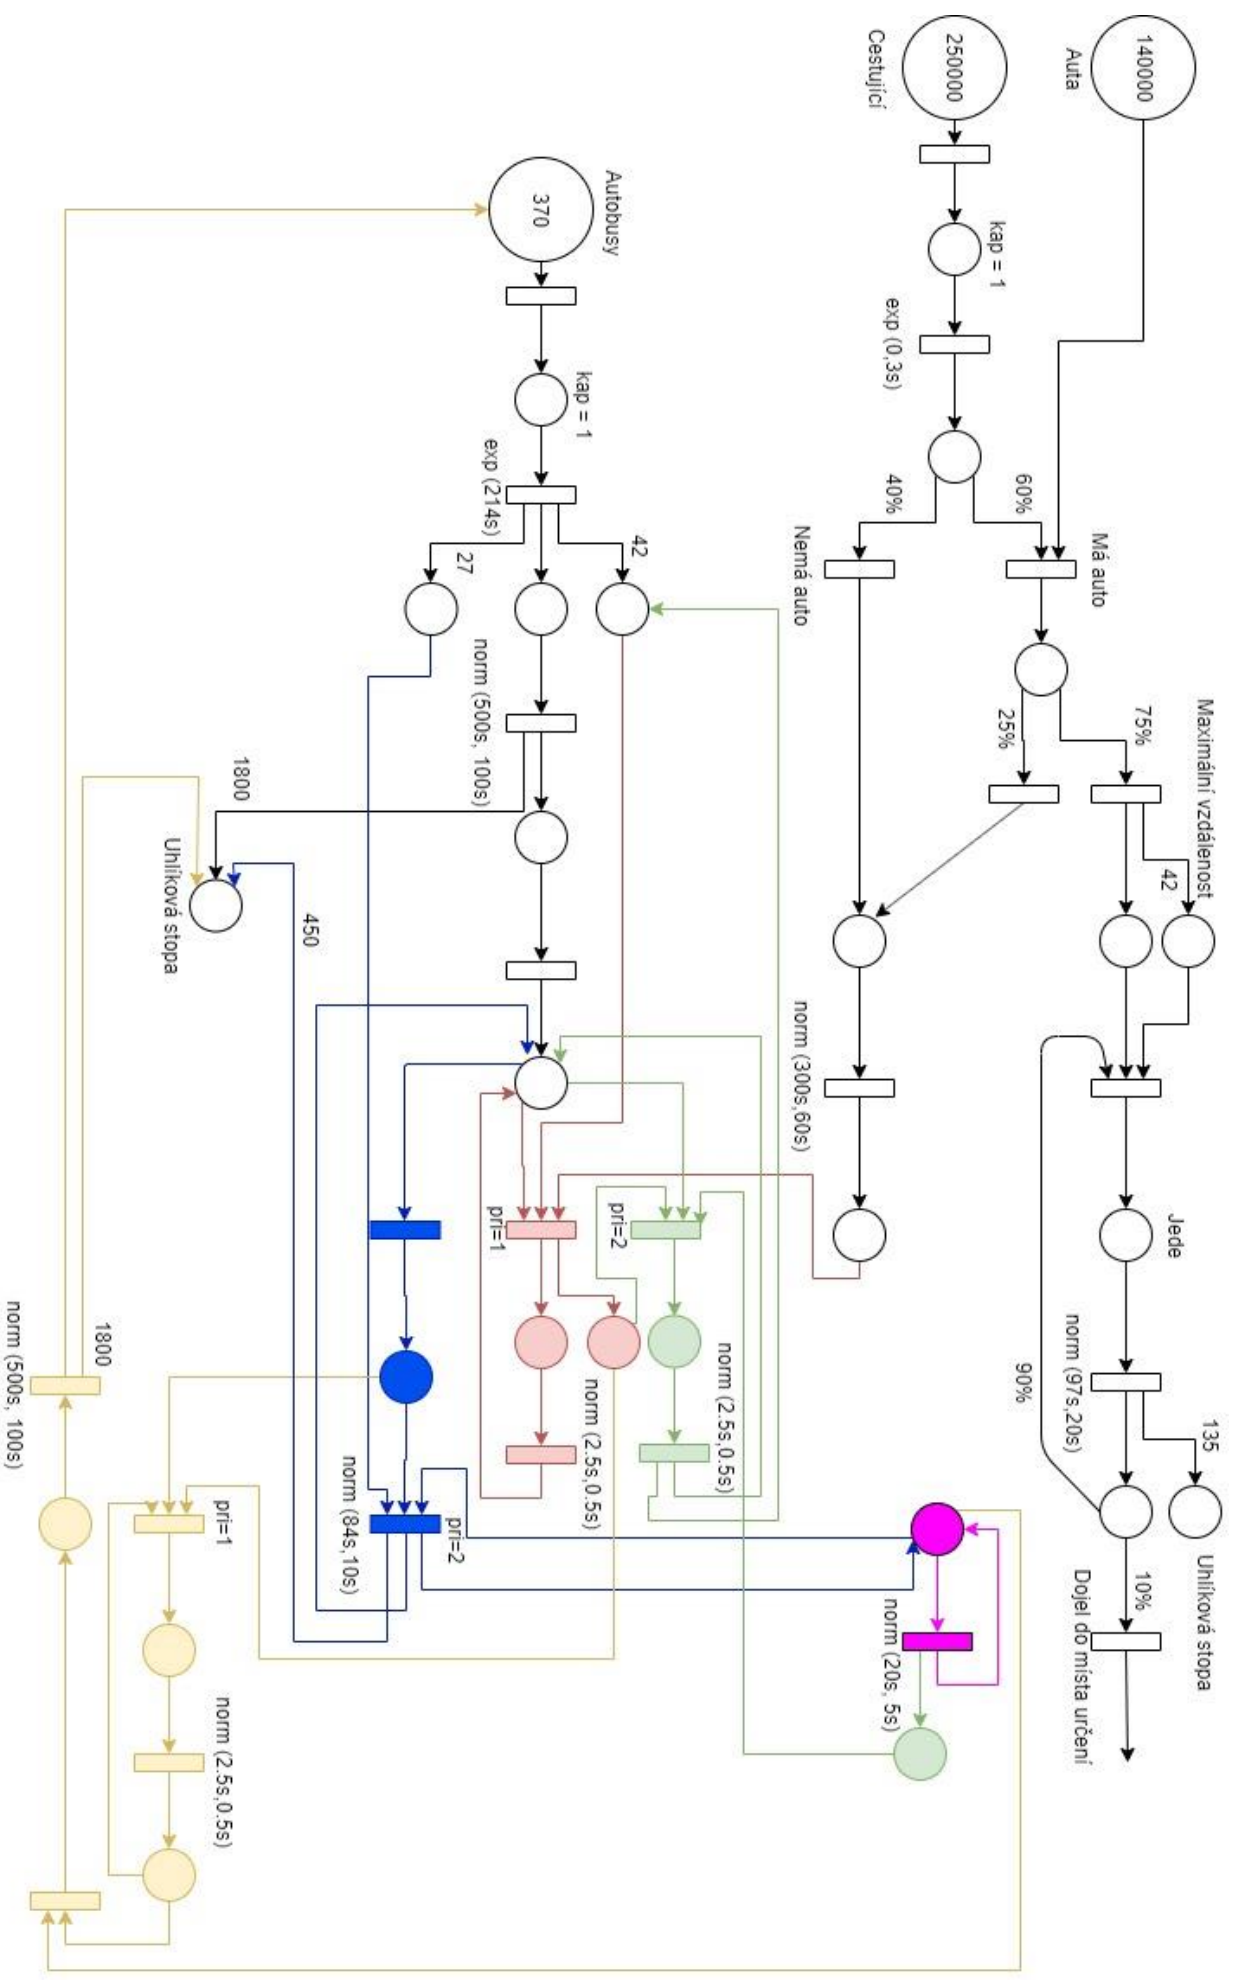 135
Maximální vzdálenost
Uhlíková stopa
Jede
42
140000
75%
10%
Má auto
Auta
norm (97s,20s)
Dojel do místa určení
60%
90%
25%
kap = 1
250000
40%
exp (0,3s)
norm (20s, 5s)
Cestující
Nemá auto
norm (300s,60s)
norm (2.5s,0.5s)
42
Autobusy
pri=2
norm (2.5s,0.5s)
kap = 1
370
exp (214s)
pri=1
norm (500s, 100s)
27
pri=2
norm (84s,10s)
450
1800
pri=1
norm (2.5s,0.5s)
Uhlíková stopa
1800
norm (500s, 100s)